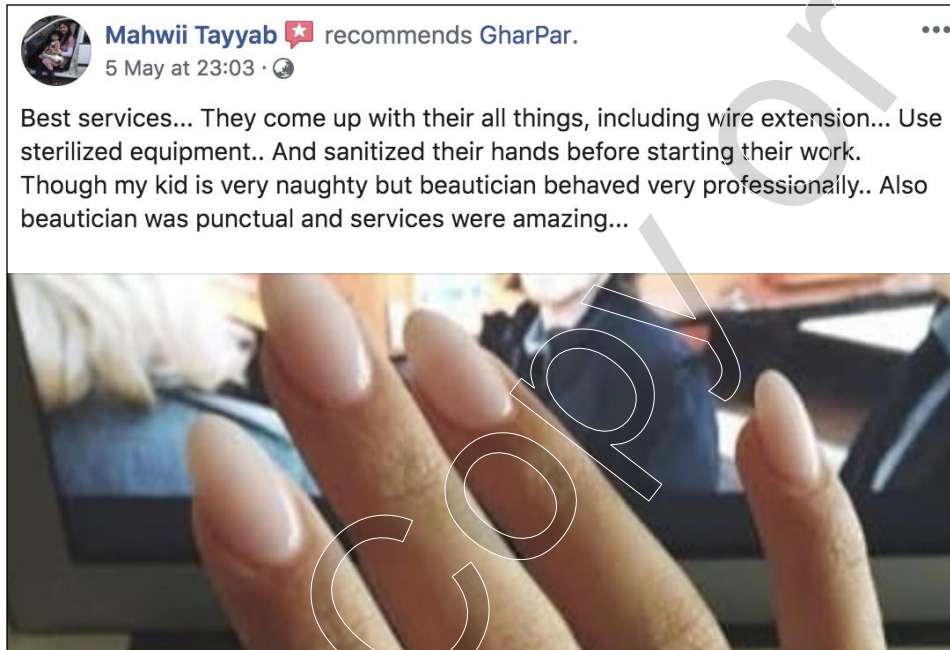 Mahwii Tayyab recommends GharPar.
5 May at 23:03 ·
Best services... They come up with their all things, including wire extension... Use
sterilized equipment.. And sanitized their hands before starting their work.
Though my kid is very naughty but beautician behaved very professionally.. Also
beautician was punctual and services were amazing...
Copy or